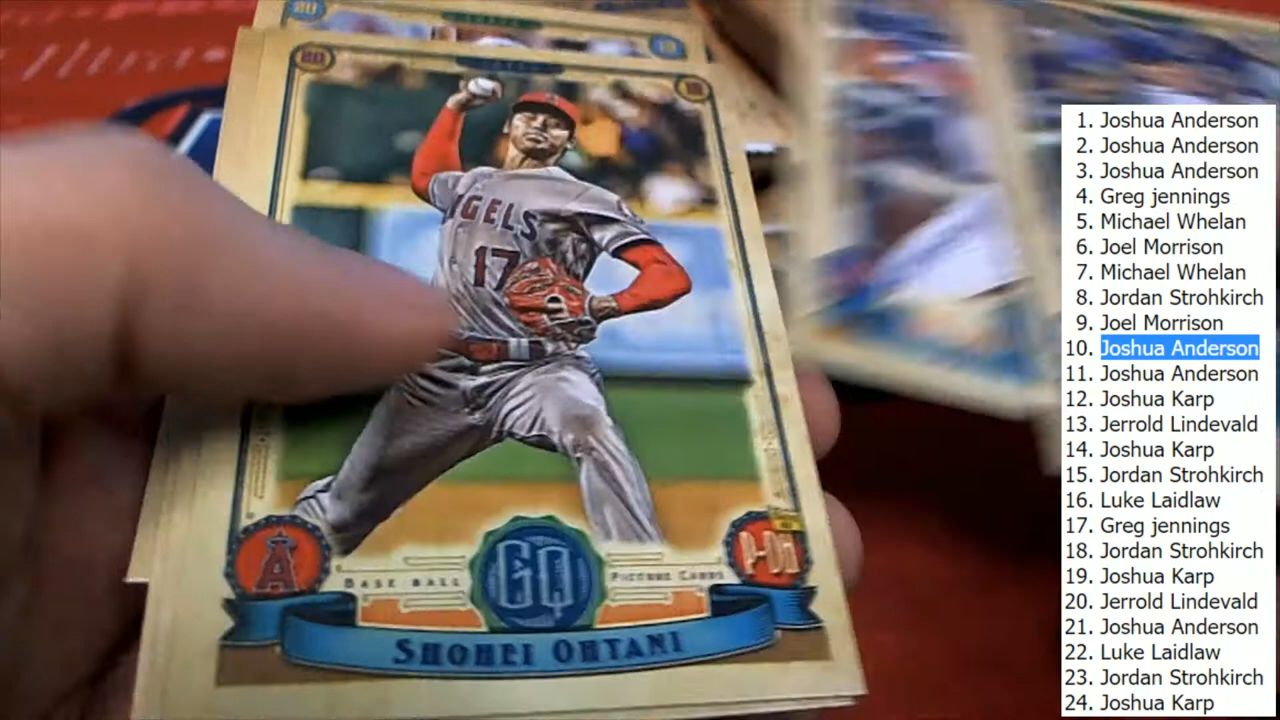 ANGELS
17
A
GQ
BASE BALL
PICTURE CARDS
SHOHEI OHTANI
1. Joshua Anderson
2. Joshua Anderson
3. Joshua Anderson
4. Greg jennings
5. Michael Whelan
6. Joel Morrison
7. Michael Whelan
8. Jordan Strohkirch
9. Joel Morrison
10. Joshua Anderson
11. Joshua Anderson
12. Joshua Karp
13. Jerrold Lindevald
14. Joshua Karp
15. Jordan Strohkirch
16. Luke Laidlaw
17. Greg jennings
18. Jordan Strohkirch
19. Joshua Karp
20. Jerrold Lindevald
21. Joshua Anderson
22. Luke Laidlaw
23. Jordan Strohkirch
24. Joshua Karp